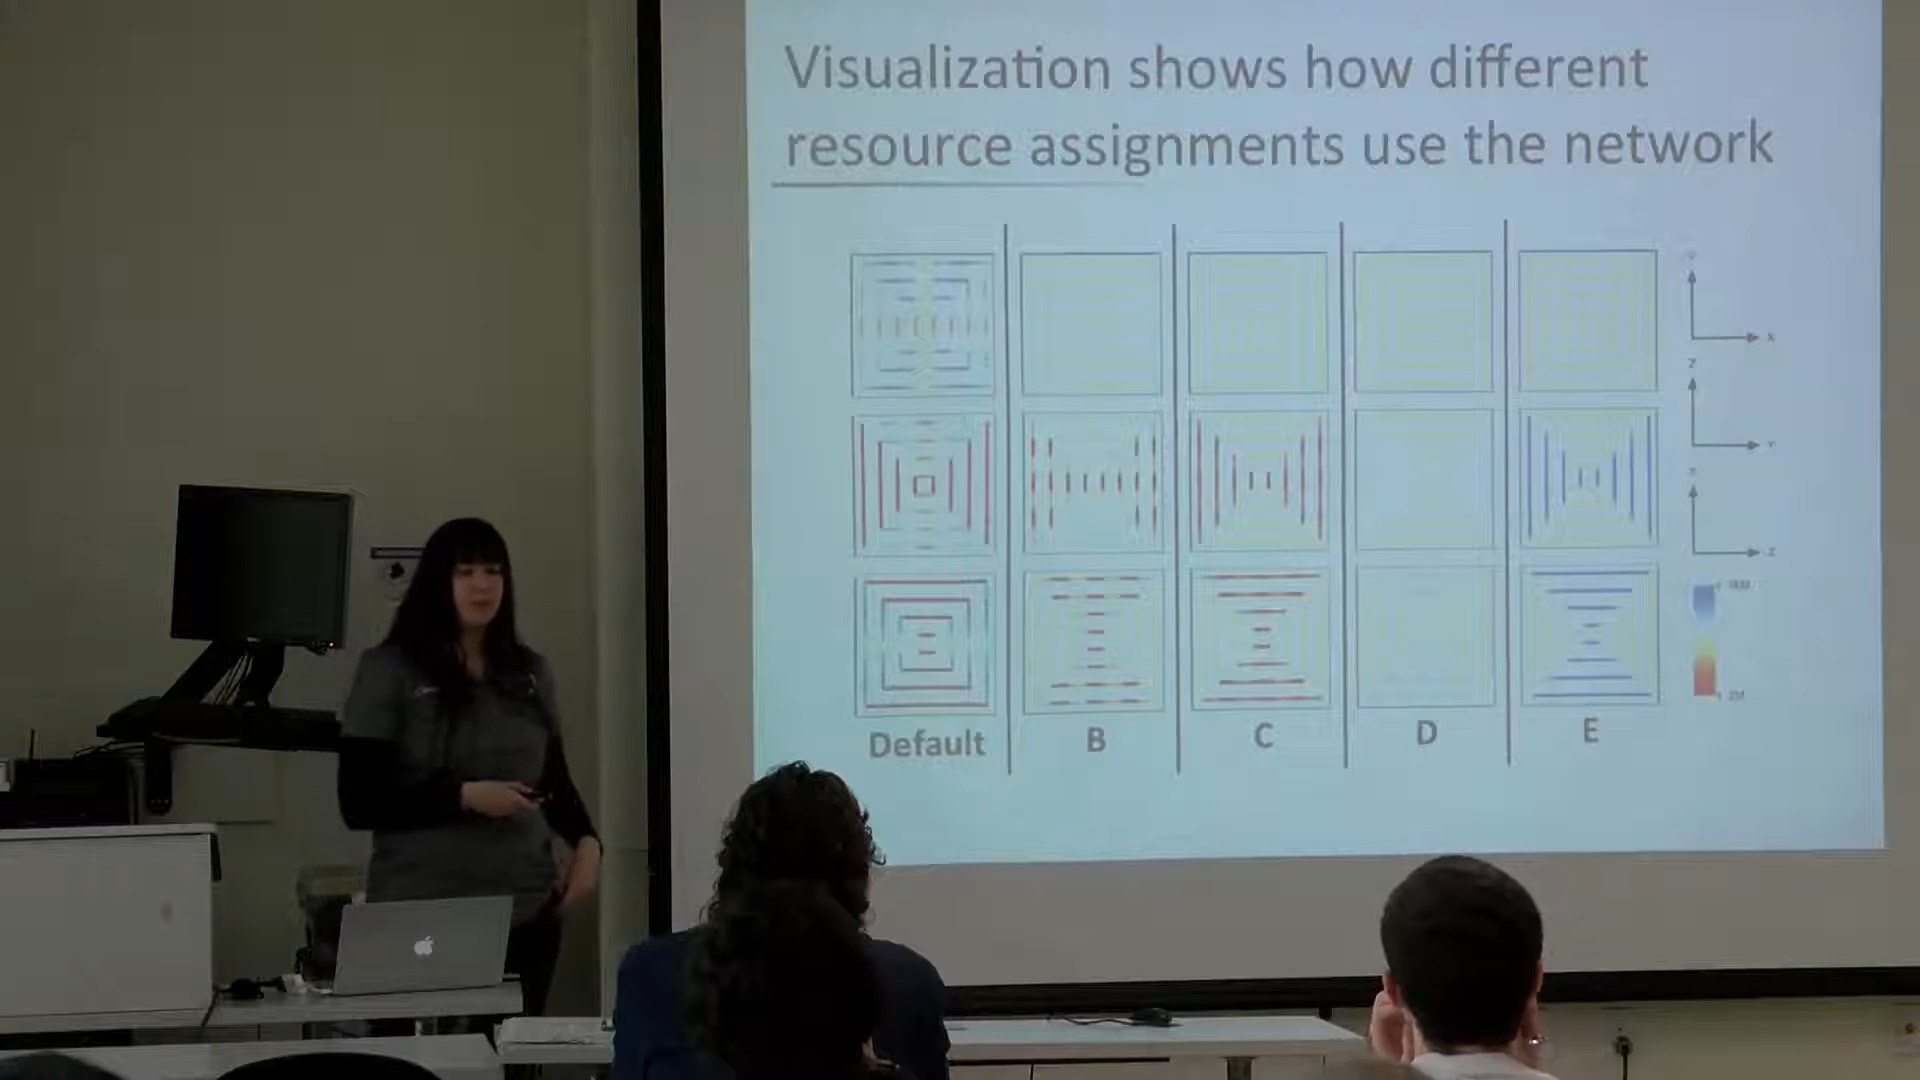 Visualization shows how different
resource assignments use the network
X
Z
Y
Z
Default
B
C
D
E